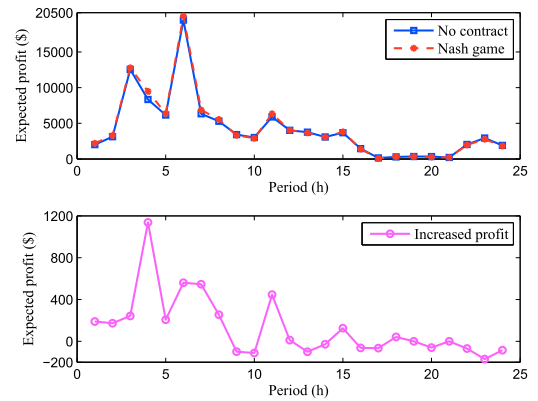 20500
15000
10000
5000
0
Expected profit ($)
No contract
Nash game
0 5 10 15 20 25
Period (h)
1200
800
400
0
−200
Expected profit ($)
Increased profit
0 5 10 15 20 25
Period (h)